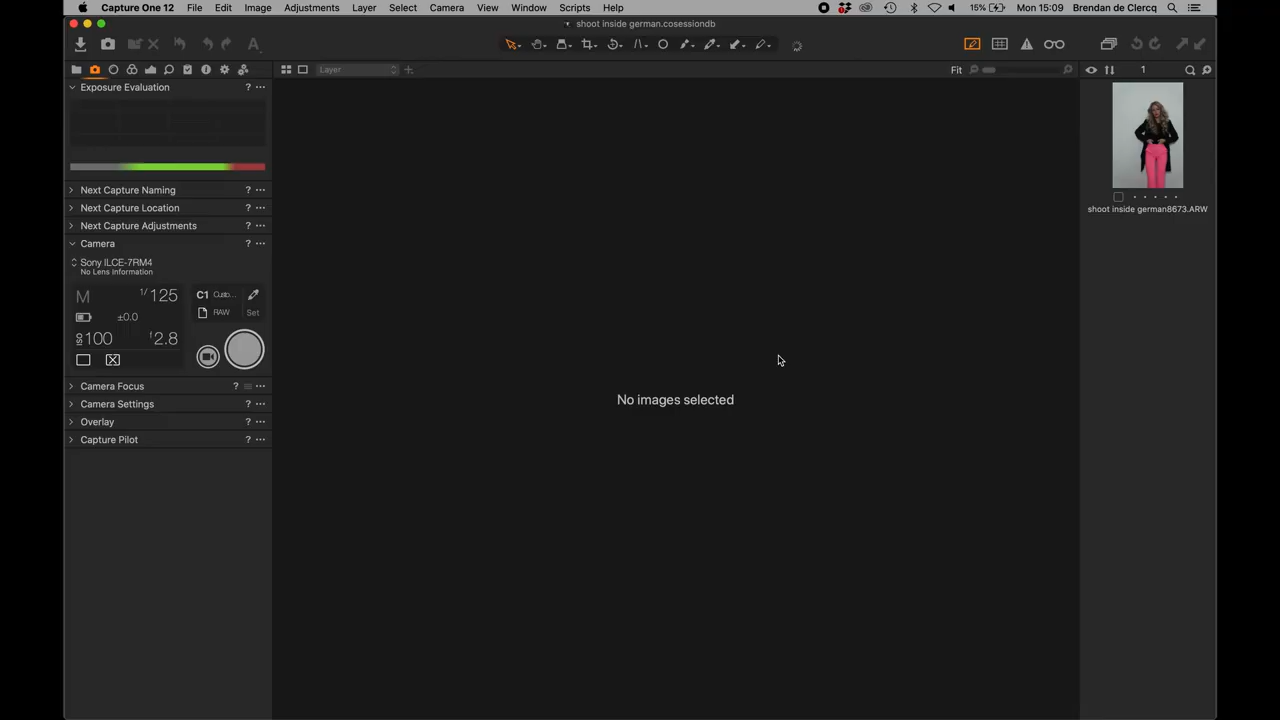 Capture One 12 File Edit Image Adjustments Layer Select Camera View Window Scripts Help 15% Mon 15:09 Brendan de Clercq
shoot inside german.cosessiondb
Layer
Fit
1
Exposure Evaluation ?
Next Capture Naming ?
Next Capture Location ?
Next Capture Adjustments ?
Camera ?
Sony ILCE-7RM4
No Lens Information
M 1/125 C1 Custo...
±0.0 RAW Set
ISO 100 f2.8
Camera Focus ?
Camera Settings ?
Overlay ?
Capture Pilot ?
No images selected
shoot inside german8673.ARW